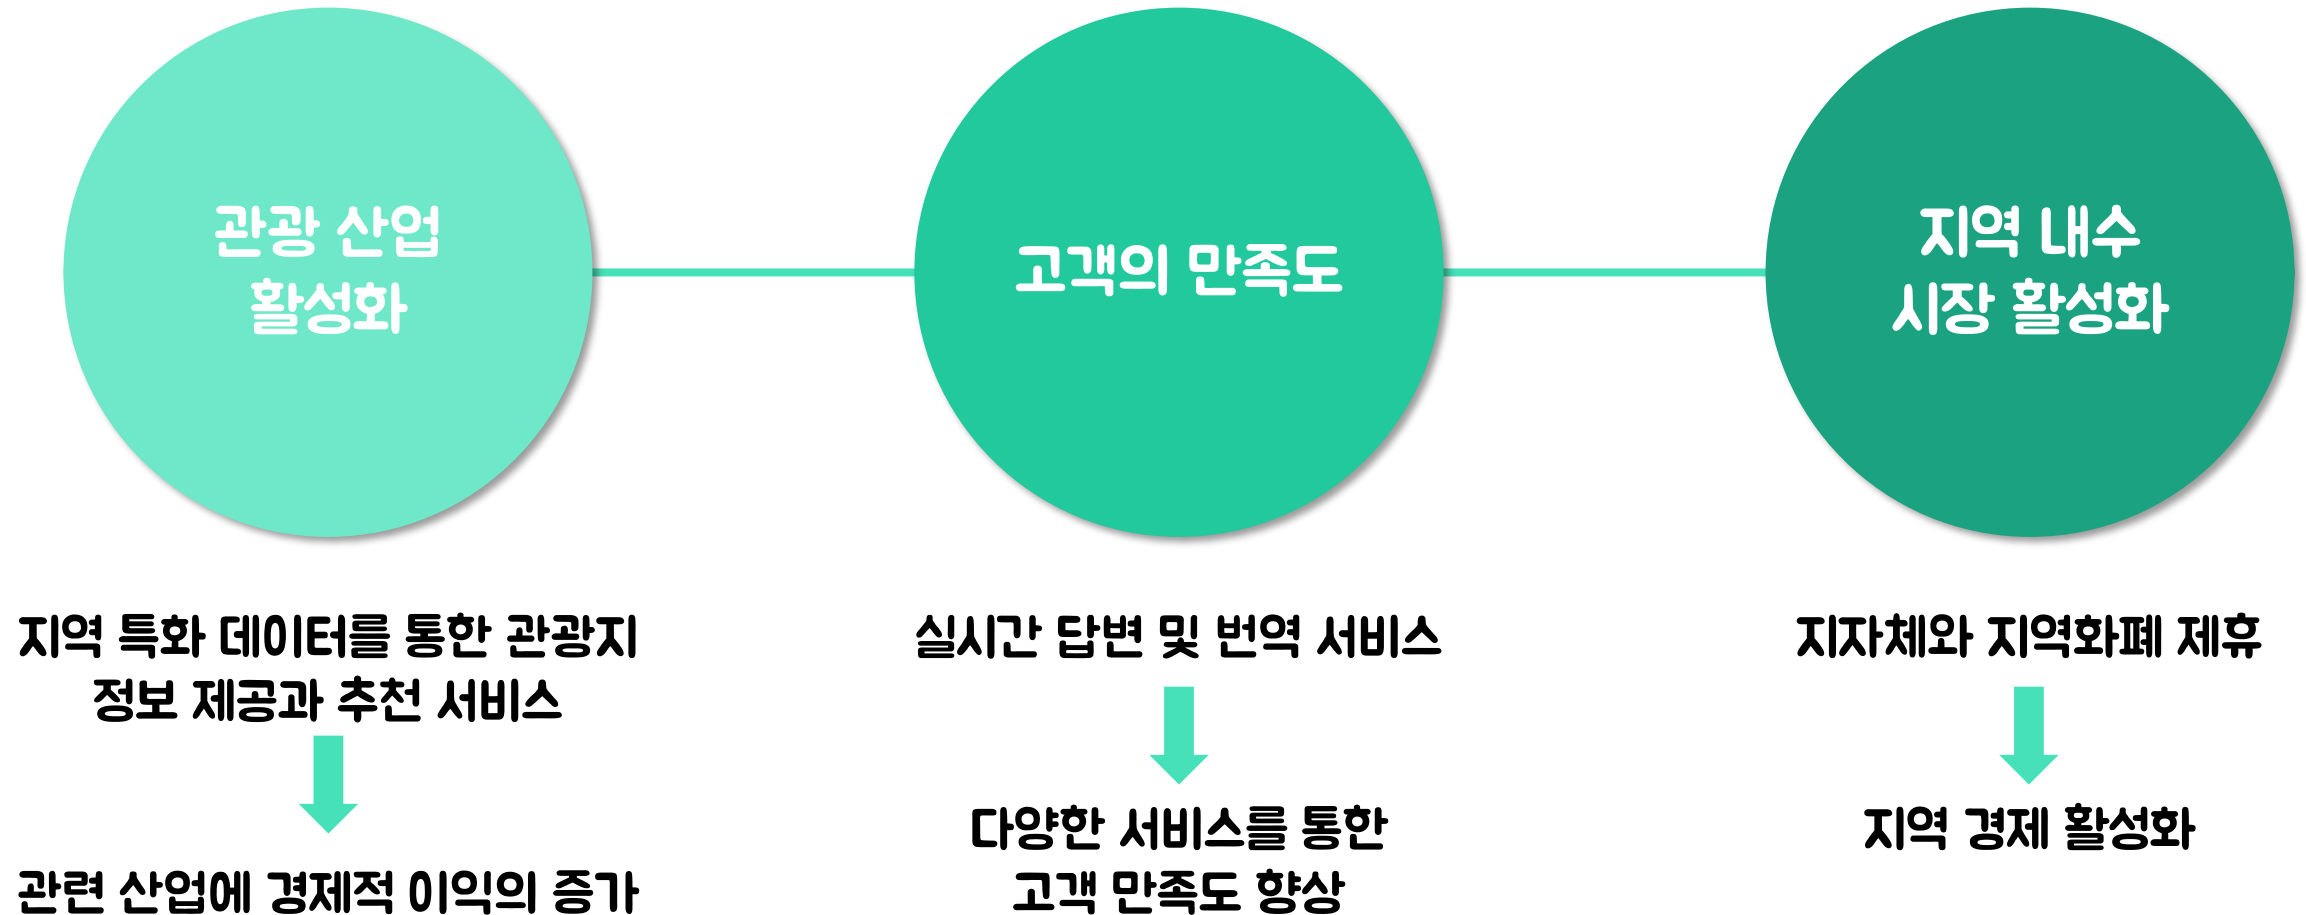 관광 산업
활성화
고객의 만족도
지역 내수
시장 활성화
지역 특화 데이터를 통한 관광지
정보 제공과 추천 서비스
관련 산업에 경제적 이익의 증가
실시간 답변 및 번역 서비스
다양한 서비스를 통한
고객 만족도 향상
지자체와 지역화폐 제휴
지역 경제 활성화